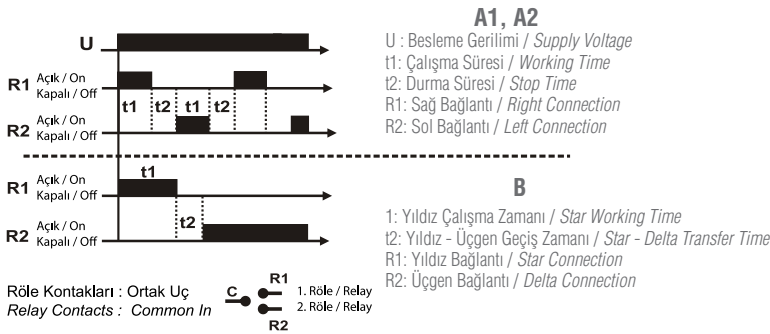 U
R1 Açık / On
Kapalı / Off
t1 t2 t1 t2
R2 Açık / On
Kapalı / Off
A1, A2
U : Besleme Gerilimi / Supply Voltage
t1: Çalışma Süresi / Working Time
t2: Durma Süresi / Stop Time
R1: Sağ Bağlantı / Right Connection
R2: Sol Bağlantı / Left Connection
t1
R1 Açık / On
Kapalı / Off
t2
R2 Açık / On
Kapalı / Off
B
1: Yıldız Çalışma Zamanı / Star Working Time
t2: Yıldız - Üçgen Geçiş Zamanı / Star - Delta Transfer Time
R1: Yıldız Bağlantı / Star Connection
R2: Üçgen Bağlantı / Delta Connection
Röle Kontakları : Ortak Uç
Relay Contacts : Common In
C
R1
1. Röle / Relay
2. Röle / Relay
R2